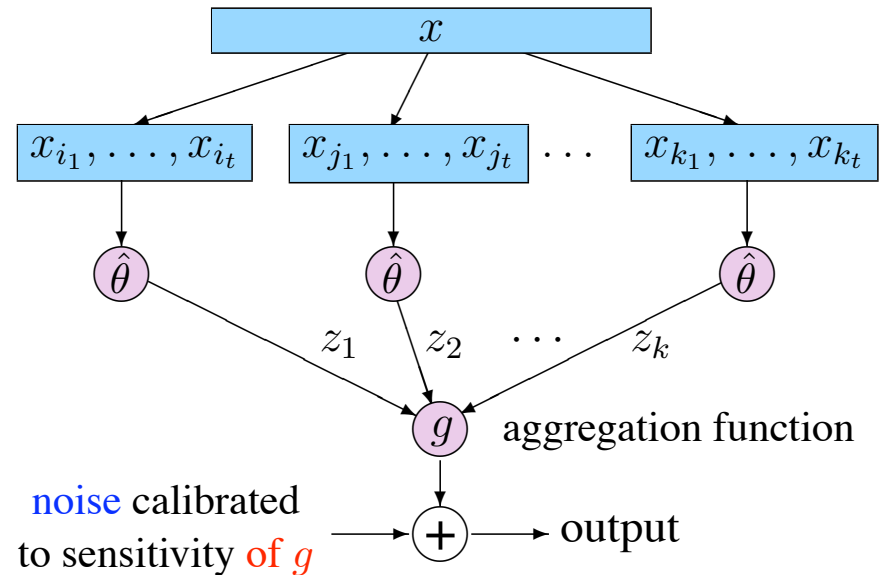 x
x_{i_1}, . . . , x_{i_t} x_{j_1}, . . . , x_{j_t} . . . x_{k_1}, . . . , x_{k_t}
θ̂ θ̂ θ̂
z_1 z_2 . . . z_k
g aggregation function
noise calibrated
to sensitivity of g
+ output